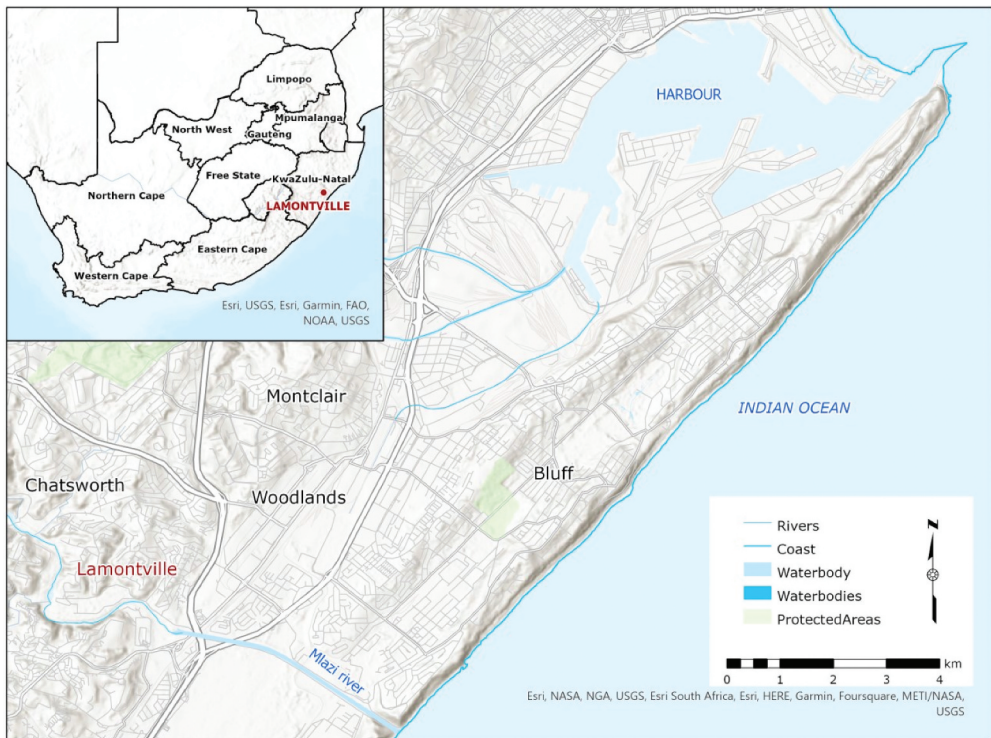 Limpopo
Mpumalanga
North West
Gauteng
Free State
KwaZulu-Natal
Northern Cape
LAMONTVILLE
Eastern Cape
Western Cape
Esri, USGS, Esri, Garmin, FAO,
NOAA, USGS
HARBOUR
Montclair
INDIAN OCEAN
Bluff
Chatsworth
Woodlands
Lamontville
Mlazi river
N
Rivers
Coast
Waterbody
Waterbodies
ProtectedAreas
km
0 1 2 3 4
Esri, NASA, NGA, USGS, Esri South Africa, Esri, HERE, Garmin, Foursquare, METI/NASA,
USGS